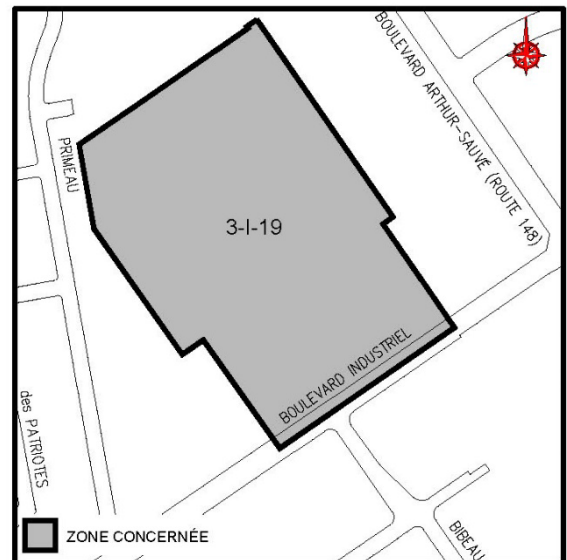 BOULEVARD ARTHUR-SAUVÉ (ROUTE 148)
PRIMEAU
3-I-19
BOULEVARD INDUSTRIEL
des PATRIOTES
BIBEAU
ZONE CONCERNÉE